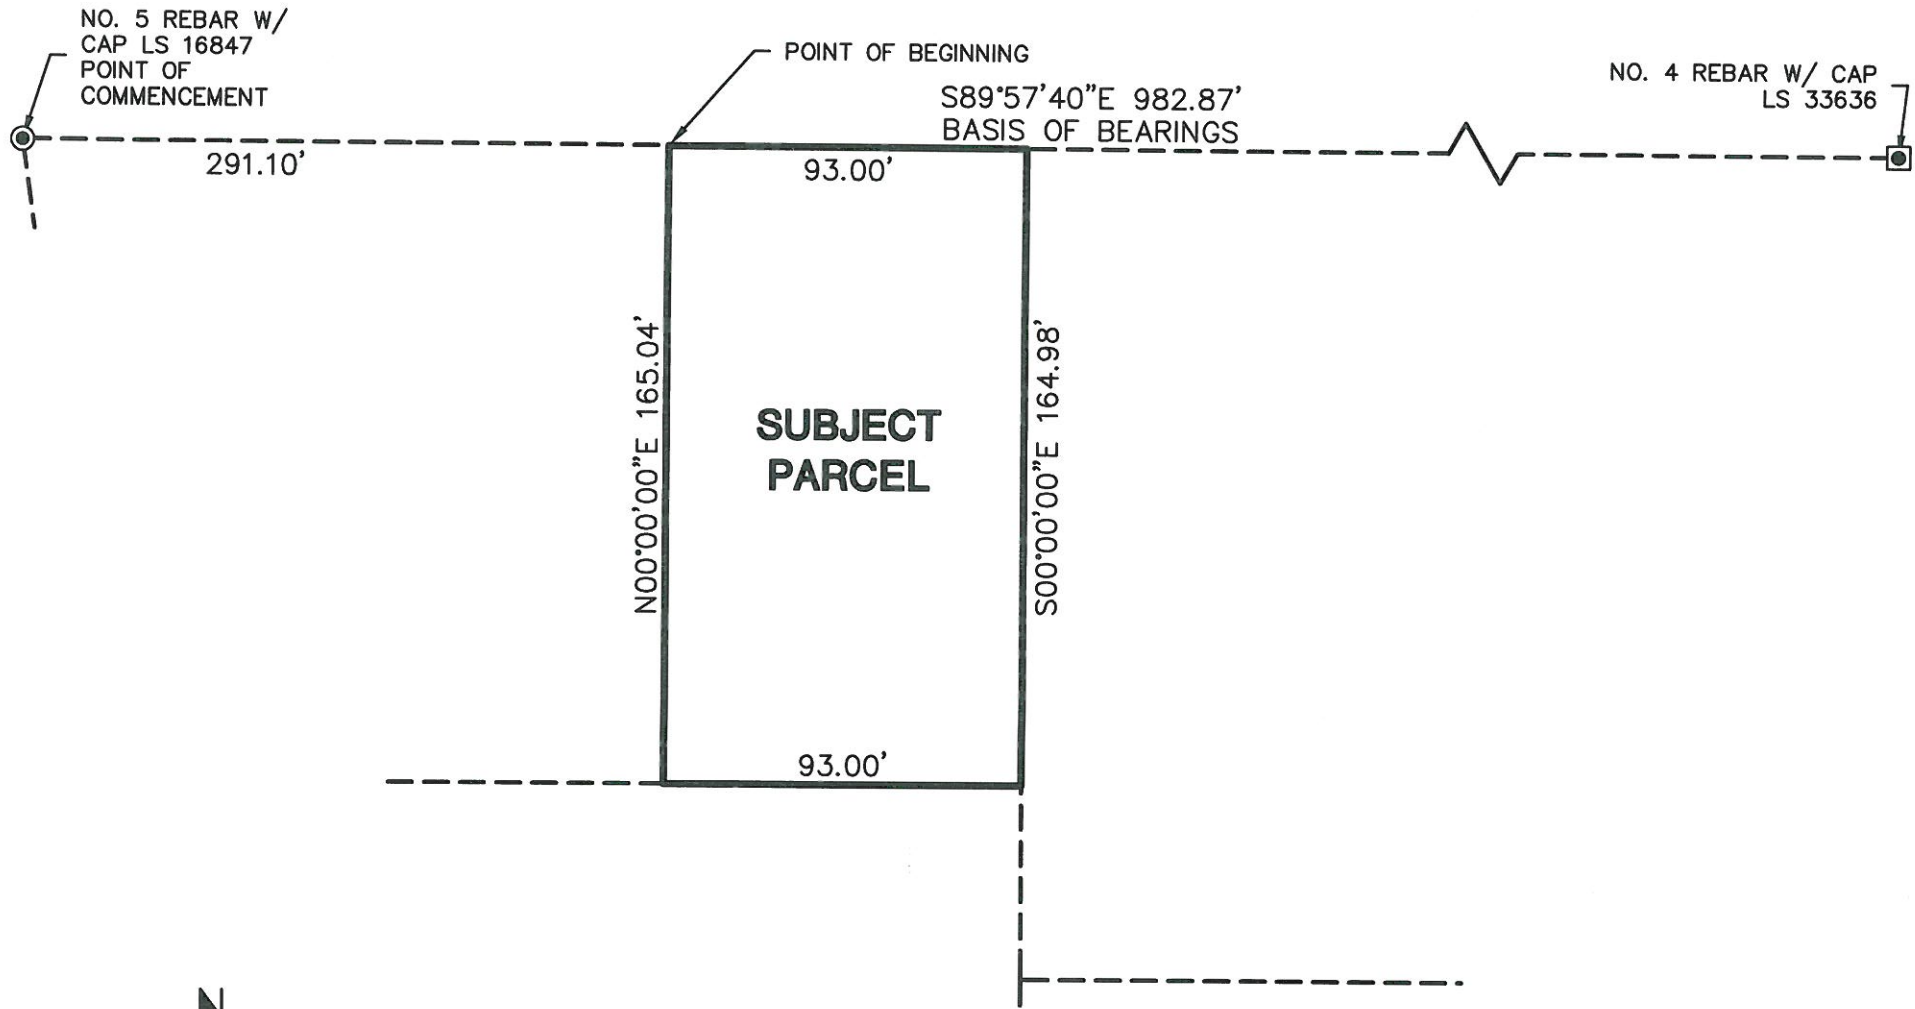 NO. 5 REBAR W/
CAP LS 16847
POINT OF
COMMENCEMENT
POINT OF BEGINNING
S89°57'40"E 982.87'
BASIS OF BEARINGS
NO. 4 REBAR W/ CAP
LS 33636
291.10'
93.00'
N00°00'00"E 165.04'
SUBJECT
PARCEL
S00°00'00"E 164.98'
93.00'